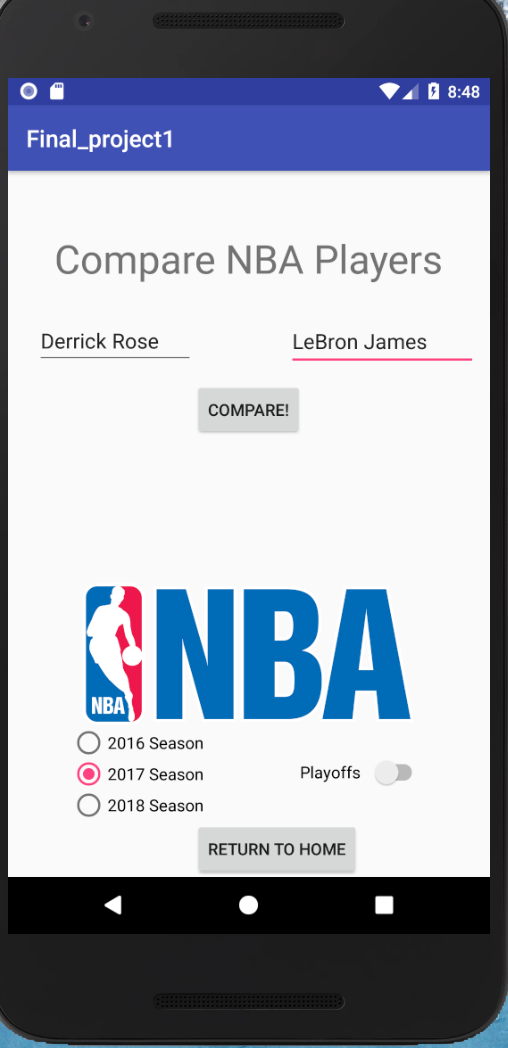 8:48
Final_project1
Compare NBA Players
Derrick Rose LeBron James
COMPARE!
NBA NBA
2016 Season
2017 Season Playoffs
2018 Season
RETURN TO HOME